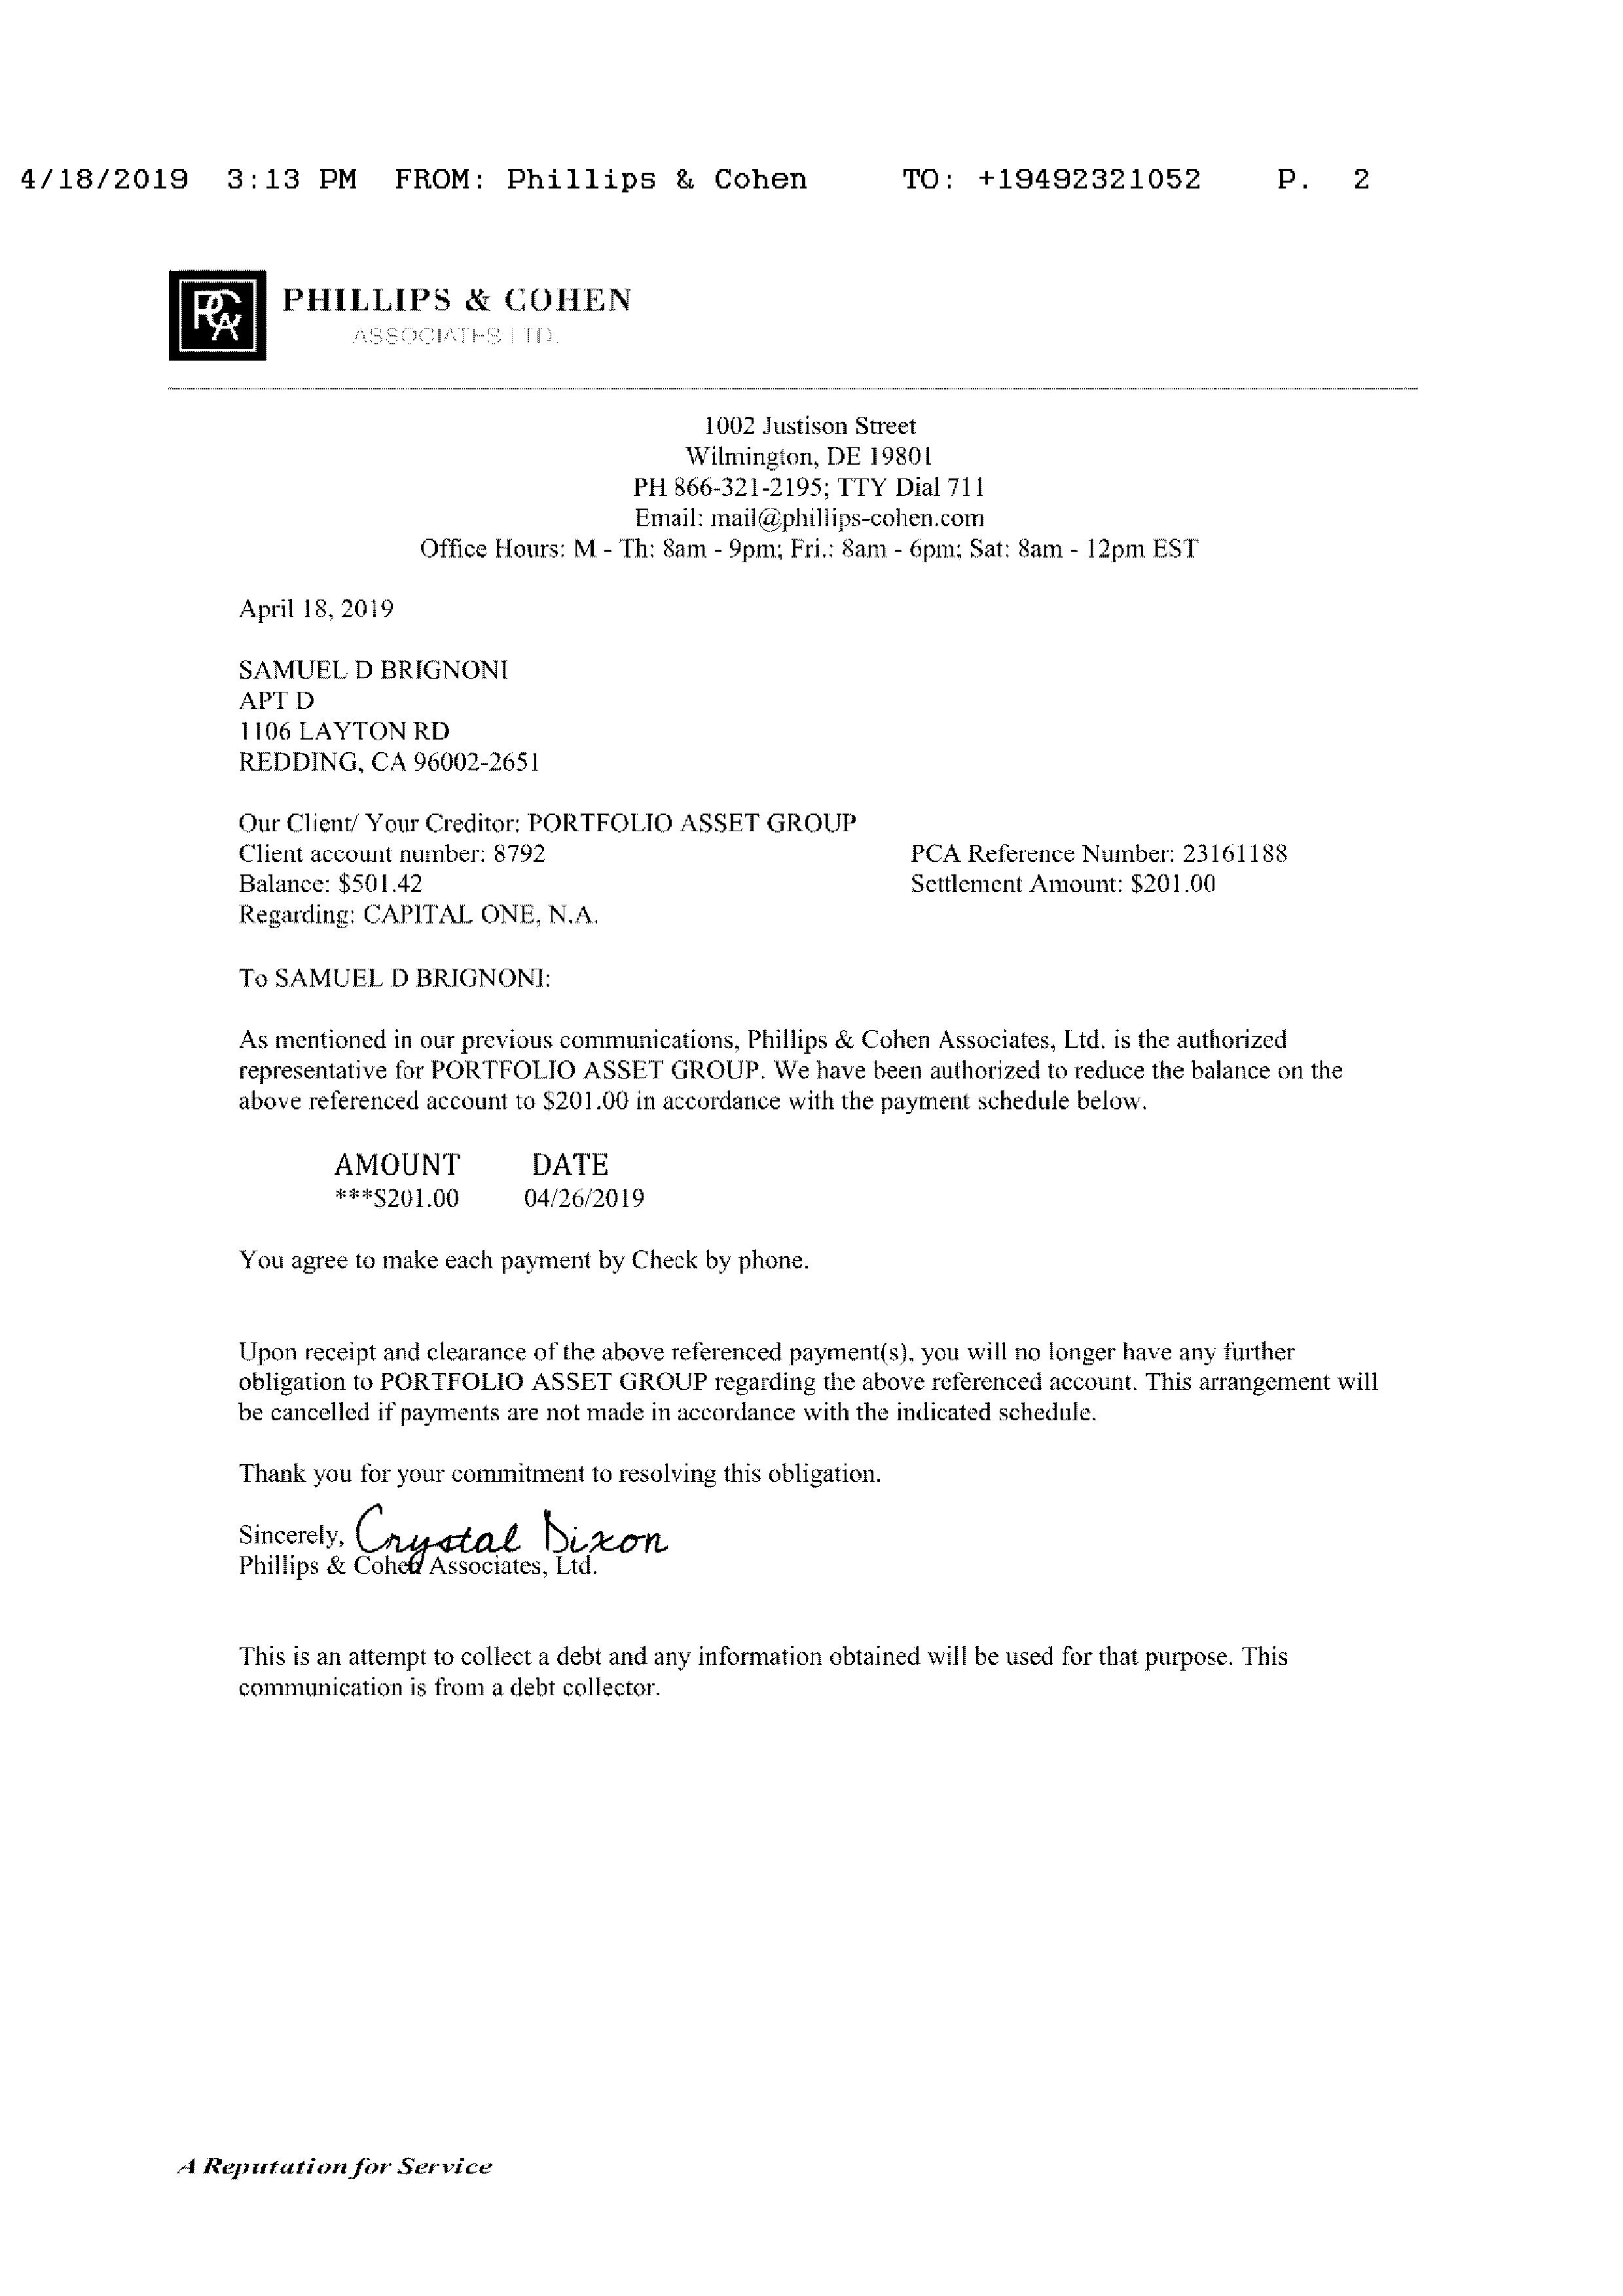 4/18/2019 3:13 PM FROM: Phillips & Cohen TO: +19492321052 P. 2
PCA
PHILLIPS & COHEN
ASSOCIATES LTD.
1002 Justison Street
Wilmington, DE 19801
PH 866-321-2195; TTY Dial 711
Email: mail@phillips-cohen.com
Office Hours: M - Th: 8am - 9pm; Fri.: 8am - 6pm; Sat: 8am - 12pm EST
April 18, 2019
SAMUEL D BRIGNONI
APT D
1106 LAYTON RD
REDDING, CA 96002-2651
Our Client/ Your Creditor: PORTFOLIO ASSET GROUP
Client account number: 8792 PCA Reference Number: 23161188
Balance: $501.42 Settlement Amount: $201.00
Regarding: CAPITAL ONE, N.A.
To SAMUEL D BRIGNONI:
As mentioned in our previous communications, Phillips & Cohen Associates, Ltd. is the authorized
representative for PORTFOLIO ASSET GROUP. We have been authorized to reduce the balance on the
above referenced account to $201.00 in accordance with the payment schedule below.
AMOUNT DATE
***$201.00 04/26/2019
You agree to make each payment by Check by phone.
Upon receipt and clearance of the above referenced payment(s), you will no longer have any further
obligation to PORTFOLIO ASSET GROUP regarding the above referenced account. This arrangement will
be cancelled if payments are not made in accordance with the indicated schedule.
Thank you for your commitment to resolving this obligation.
Sincerely, Crystal Dixon
Phillips & Cohen Associates, Ltd.
This is an attempt to collect a debt and any information obtained will be used for that purpose. This
communication is from a debt collector.
A Reputation for Service